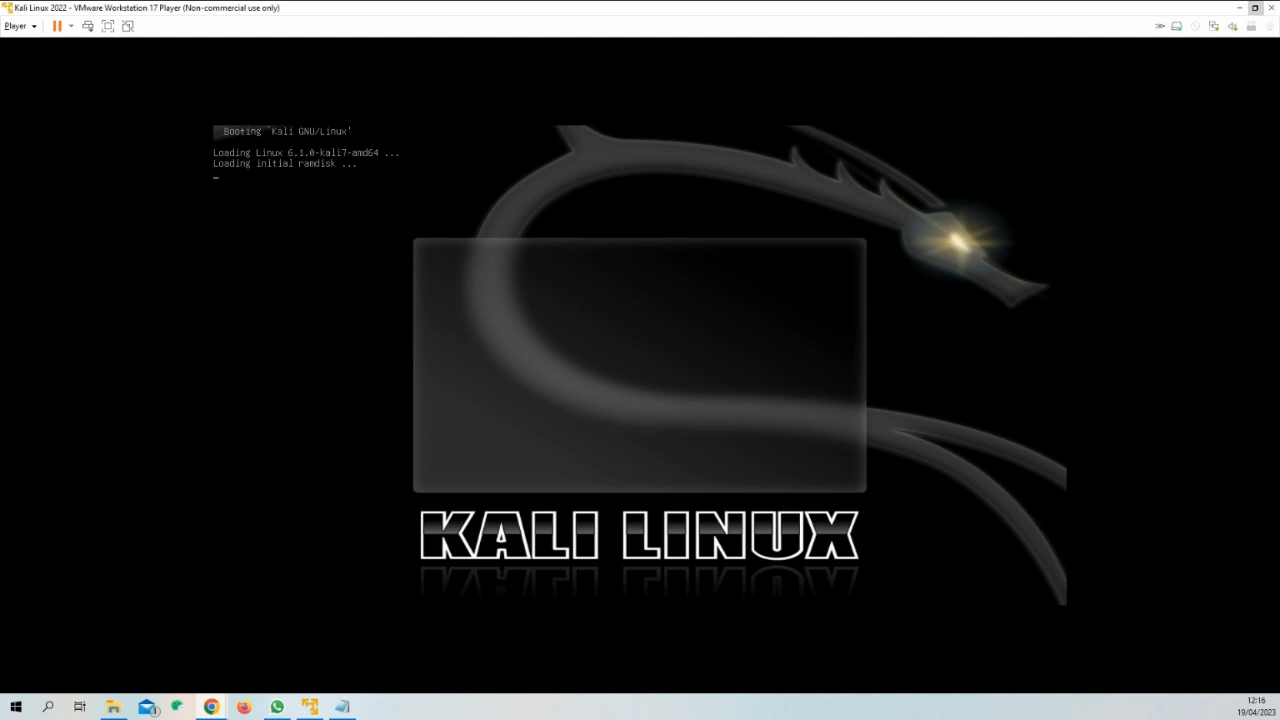 Kali Linux 2022 - VMware Workstation 17 Player (Non-commercial use only)
Player
Booting `Kali GNU/Linux'
Loading Linux 6.1.0-kali7-amd64 ...
Loading initial ramdisk ...
KALI LINUX
12:16
19/04/2023